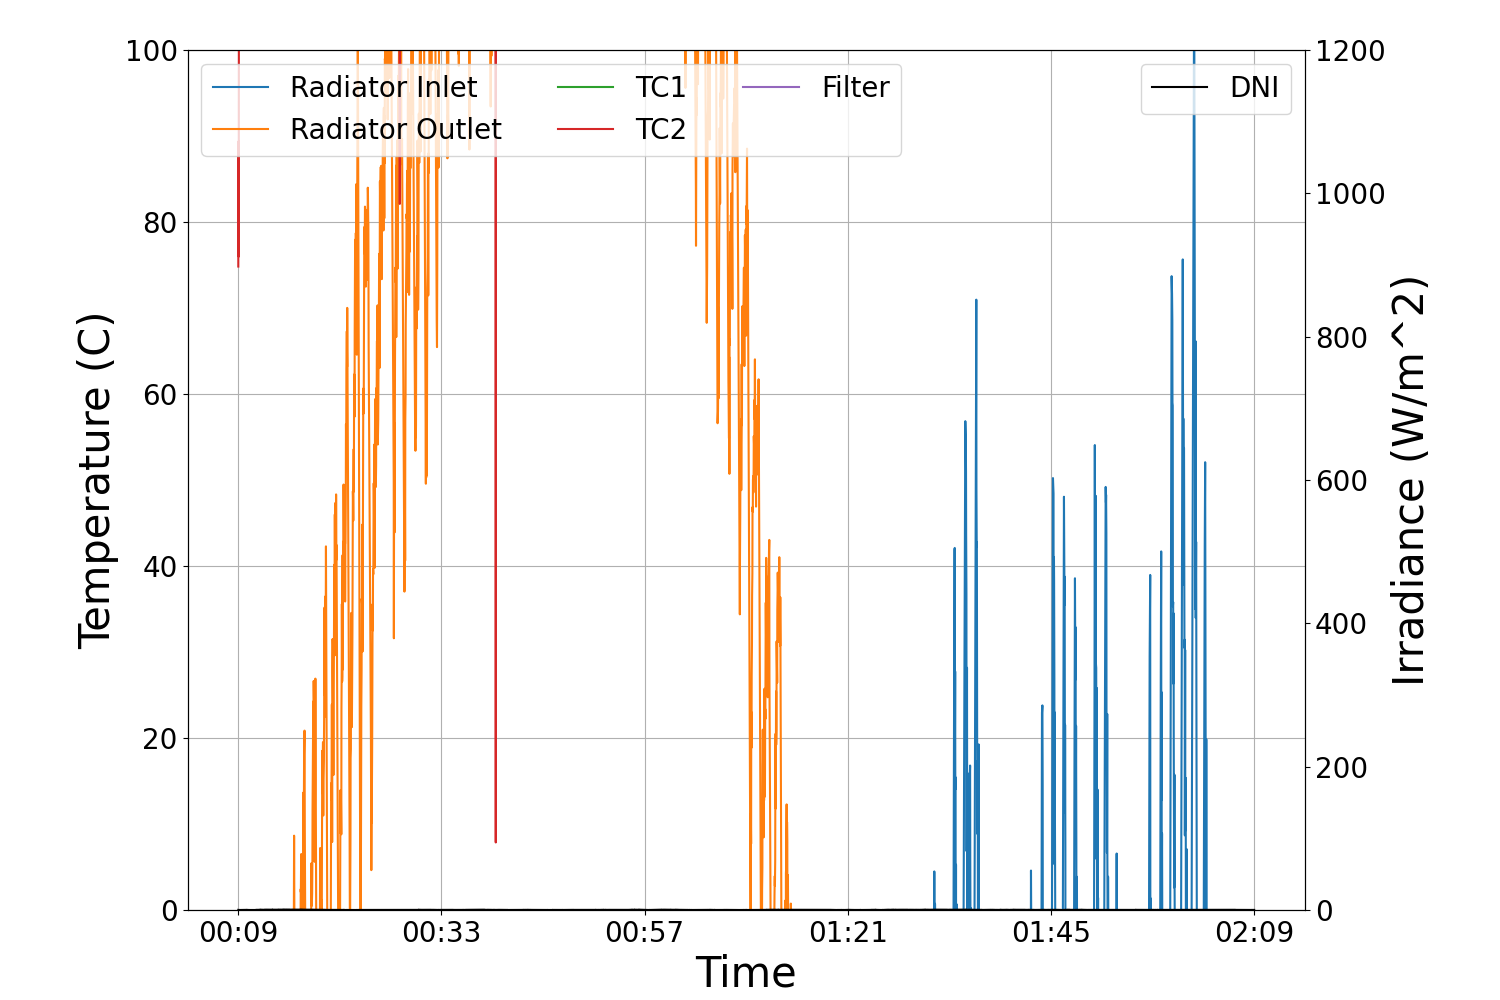 Radiator Inlet
Radiator Outlet
TC1
TC2
Filter
DNI
100
80
60
40
20
0
Temperature (C)
1200
1000
800
600
400
200
0
Irradiance (W/m^2)
00:09 00:33 00:57 01:21 01:45 02:09
Time